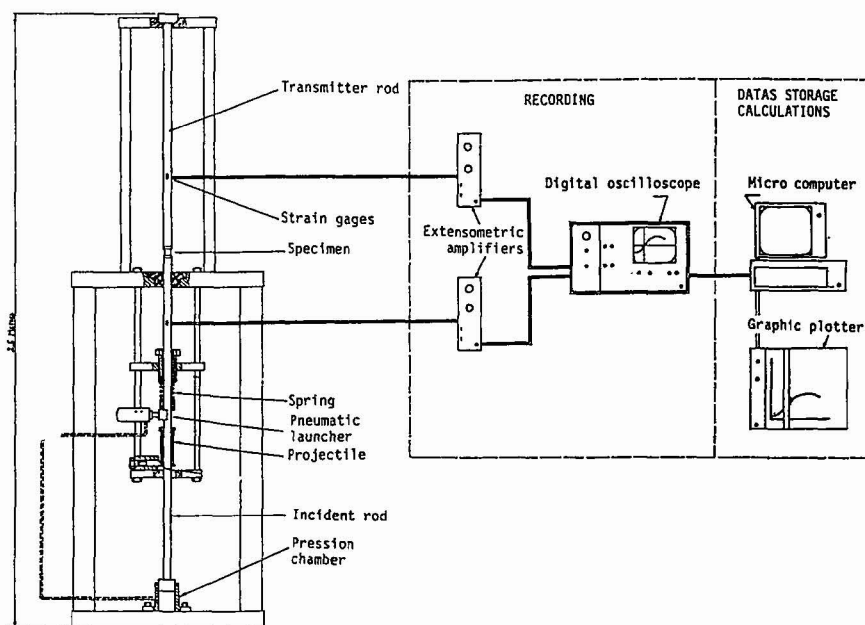 Transmitter rod
Strain gages
Specimen
Spring
Pneumatic
launcher
Projectile
Incident rod
Pression
chamber
RECORDING
Extensometric
amplifiers
Digital oscilloscope
DATAS STORAGE
CALCULATIONS
Micro computer
Graphic plotter